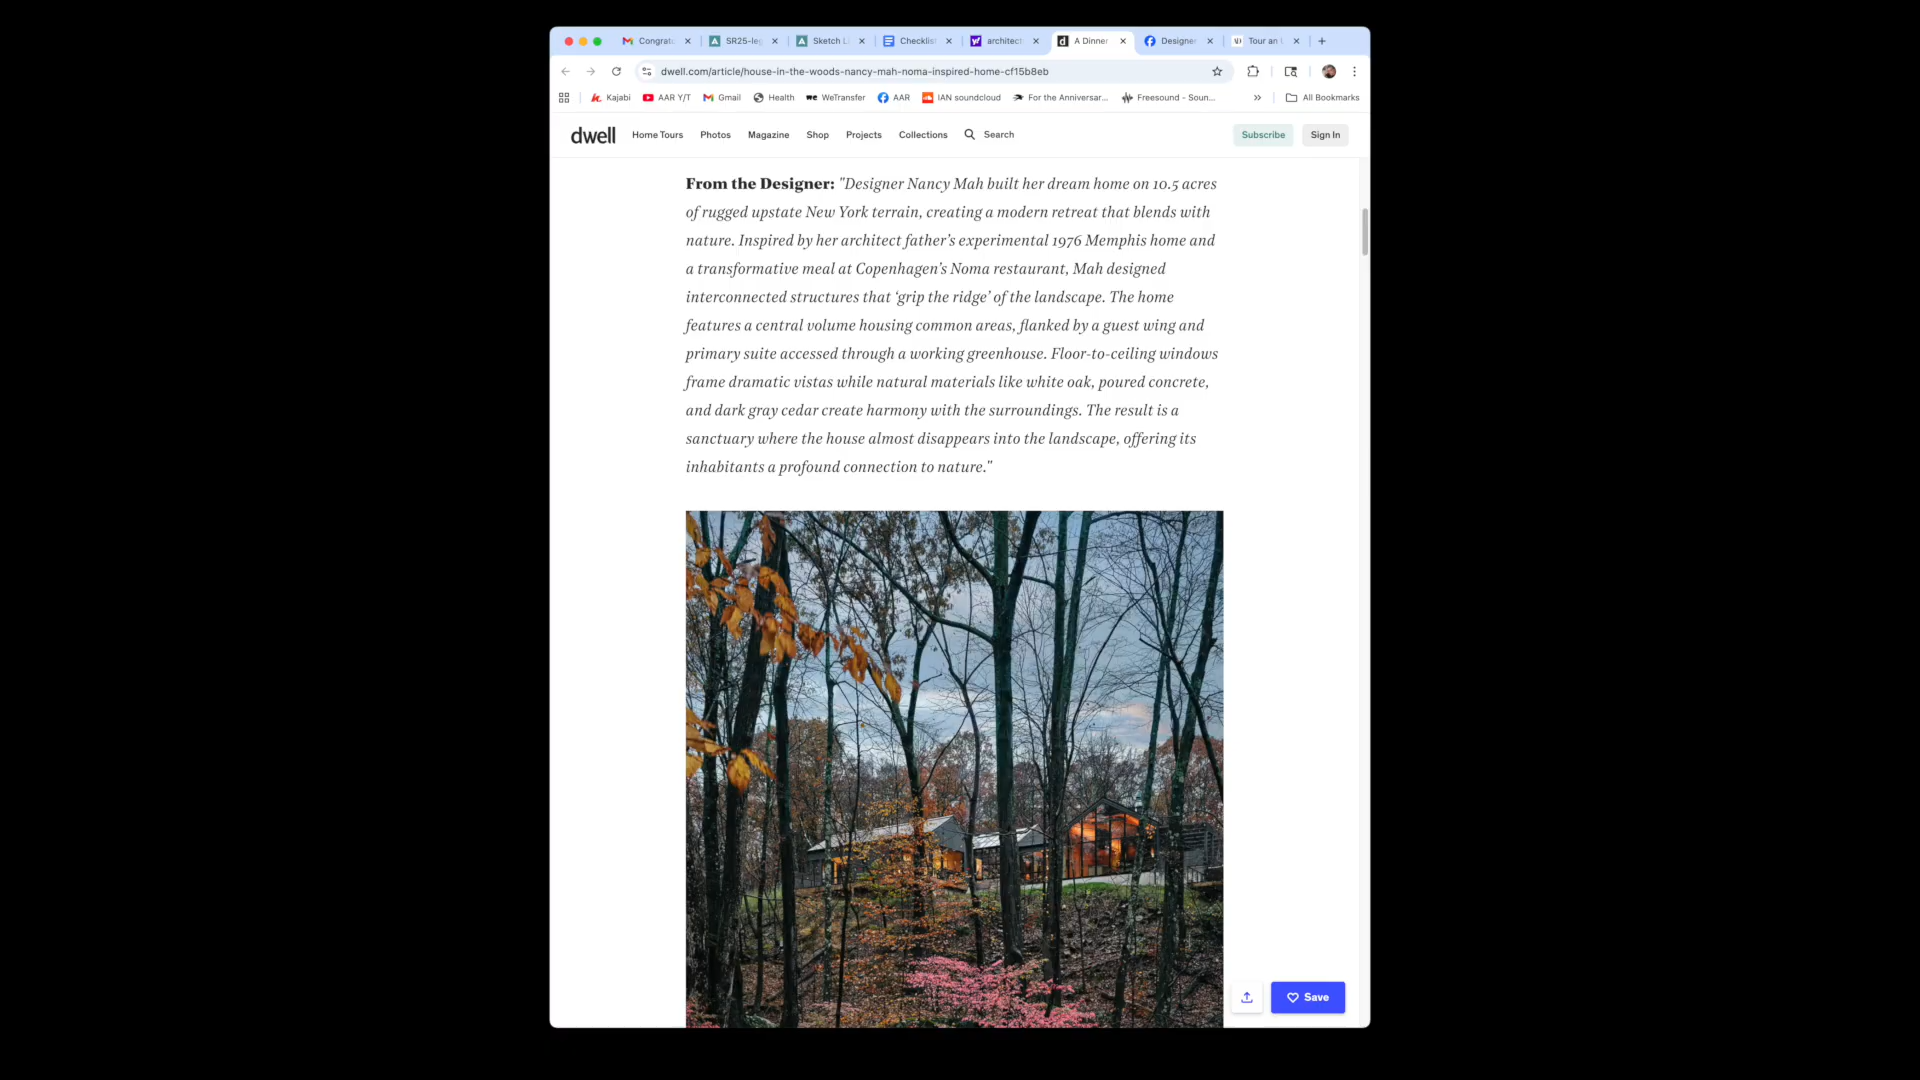 Congrat
SR25-leg
Sketch L
Checklis
architect
A Dinner
Designer
Tour an
dwell.com/article/house-in-the-woods-nancy-mah-noma-inspired-home-cf15b8eb
Kajabi
AAR Y/T
Gmail
Health
WeTransfer
AAR
IAN soundcloud
For the Anniversar...
Freesound - Soun...
All Bookmarks
dwell
Home Tours
Photos
Magazine
Shop
Projects
Collections
Search
Subscribe
Sign In
From the Designer: "Designer Nancy Mah built her dream home on 10.5 acres
of rugged upstate New York terrain, creating a modern retreat that blends with
nature. Inspired by her architect father’s experimental 1976 Memphis home and
a transformative meal at Copenhagen’s Noma restaurant, Mah designed
interconnected structures that ‘grip the ridge’ of the landscape. The home
features a central volume housing common areas, flanked by a guest wing and
primary suite accessed through a working greenhouse. Floor-to-ceiling windows
frame dramatic vistas while natural materials like white oak, poured concrete,
and dark gray cedar create harmony with the surroundings. The result is a
sanctuary where the house almost disappears into the landscape, offering its
inhabitants a profound connection to nature."
Save